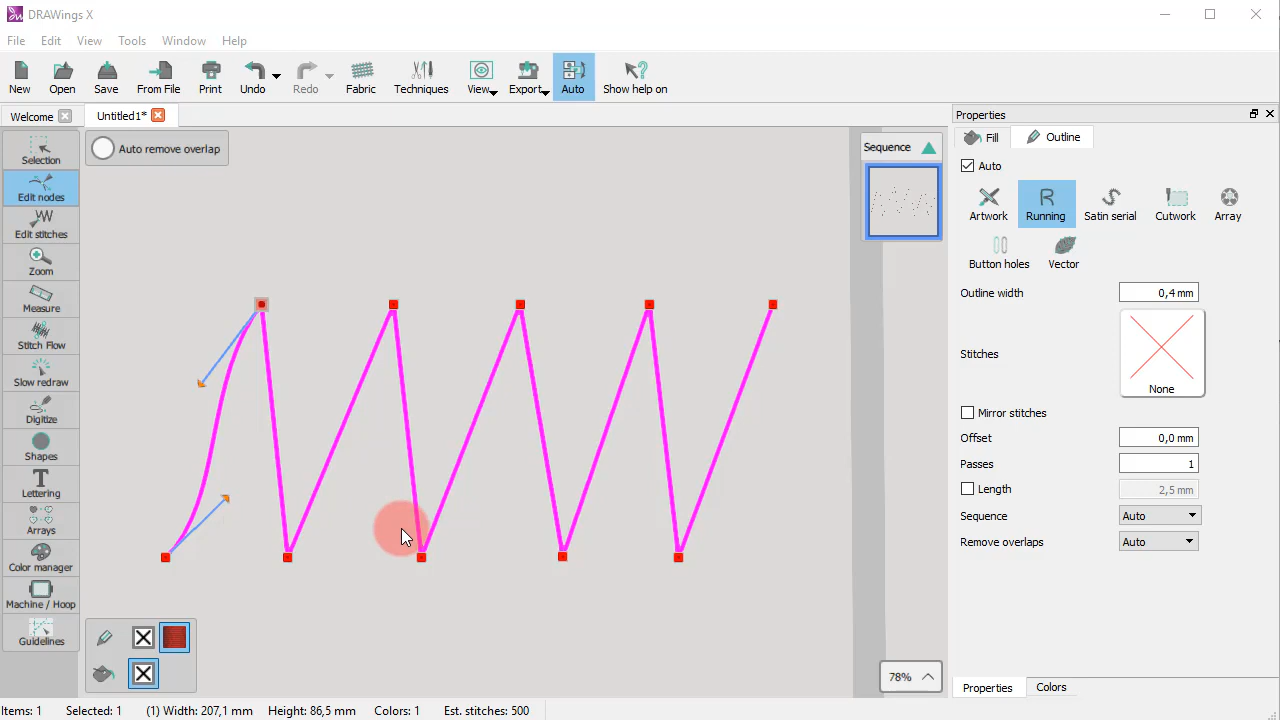 DRAWings X
File Edit View Tools Window Help
New Open Save From File Print Undo Redo Fabric Techniques View Export Auto Show help on
Welcome Untitled1*
Auto remove overlap
Selection
Edit nodes
Edit stitches
Zoom
Measure
Stitch Flow
Slow redraw
Digitize
Shapes
Lettering
Arrays
Color manager
Machine / Hoop
Guidelines
Sequence
78%
Properties
Fill Outline
Auto
Artwork Running Satin serial Cutwork Array
Button holes Vector
Outline width 0,4 mm
Stitches None
Mirror stitches
Offset 0,0 mm
Passes 1
Length 2,5 mm
Sequence Auto
Remove overlaps Auto
Properties Colors
Items: 1 Selected: 1 (1) Width: 207,1 mm Height: 86,5 mm Colors: 1 Est. stitches: 500